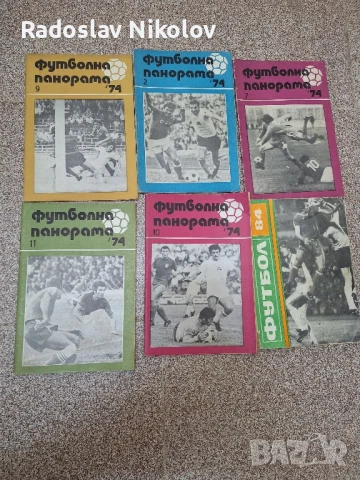 Radoslav Nikolov
футболна
панорама
9
'74
футболна
панорама
2
'74
футболна
панорама
7
'74
футболна
панорама
11
'74
футболна
панорама
10
'74
ФУТБОЛ 84
10
BAZAR